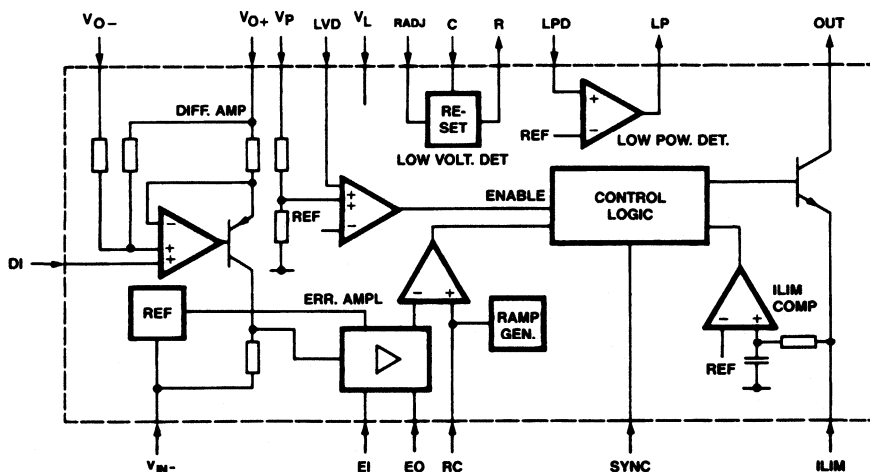 VO− VO+ VP LVD VL RADJ C R LPD LP OUT
DIFF. AMP
RE-
SET
LOW VOLT. DET
+
−
REF
LOW POW. DET.
REF
+
+
−
ENABLE
CONTROL
LOGIC
−
+
+
DI
REF
ERR. AMPL
− +
RAMP
GEN.
− +
ILIM
COMP
REF
VIN− EI EO RC SYNC ILIM